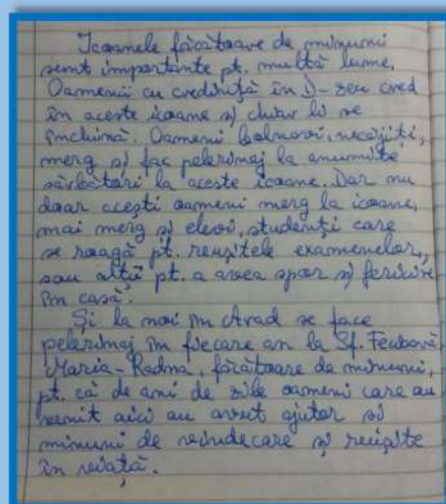 Icoanele făcătoare de minuni
semt importante pt. multă lume.
Oamenii cu credință în D-zeu cred
în aceste icoane și chiar li se
închină. Oameni bolnavi, necăjiți,
merg și fac pelerinaj la anumite
sărbători la aceste icoane. Dar nu
doar acești oameni merg la icoane,
mai merg și elevi, studenți care
se roagă pt. reușitele examenelor,
sau alții pt. a avea spor și fericire
în casă.
Și la noi în Arad se face
pelerinaj în fiecare an la Sf. Fecioară
Maria-Radna, făcătoare de minuni,
pt. că de ani de zile oameni care au
venit aici au avut ajutor și
minuni de vindecare și reușite
în viață.